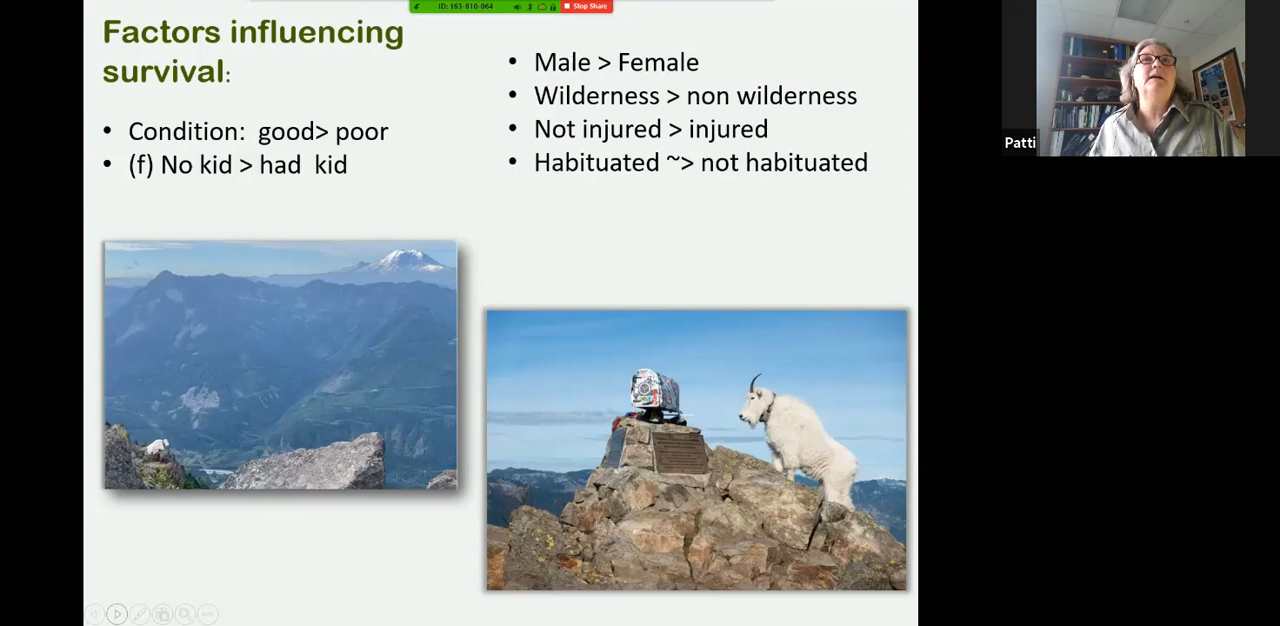 ID: 163-810-064 Stop Share
Factors influencing
survival:
• Condition:  good> poor
• (f) No kid > had  kid
• Male > Female
• Wilderness > non wilderness
• Not injured > injured
• Habituated ~> not habituated
Patti